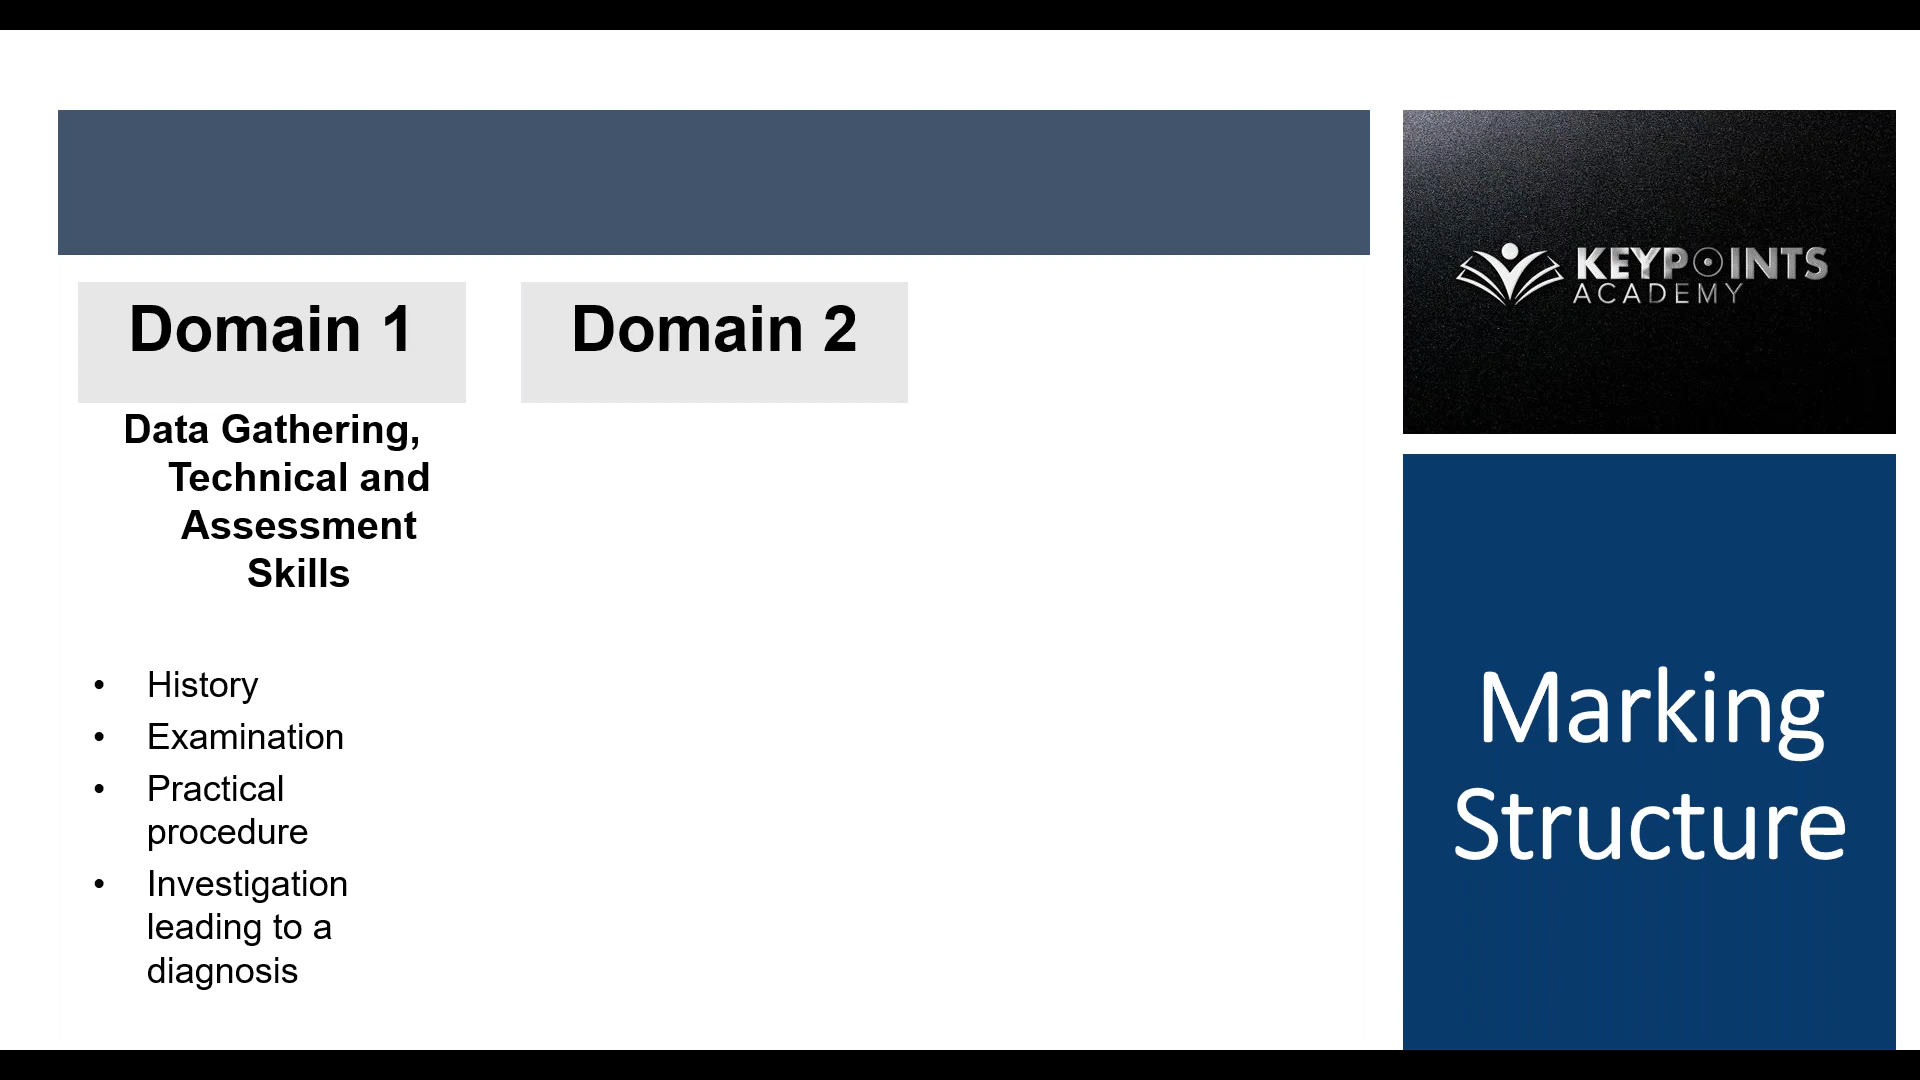 Domain 1
Domain 2
Data Gathering,
Technical and
Assessment
Skills
• History
• Examination
• Practical
procedure
• Investigation
leading to a
diagnosis
KEYPOINTS
ACADEMY
Marking
Structure